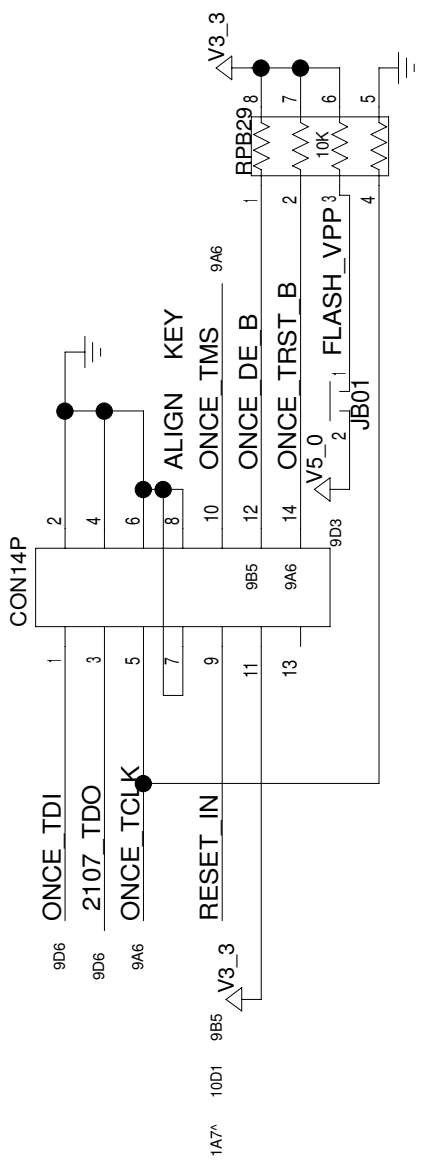 CON14P
9D6 ONCE_TDI 1 2
9D6 2107_TDO 3 4
9A6 ONCE_TCLK 5 6
7 8 ALIGN KEY
1A7^ 10D1 9B5 RESET_IN 9 10 ONCE_TMS 9A6
V3_3
RPB29
V3_3
11 9B5 12 ONCE_DE_B 1 8
13 9A6 14 ONCE_TRST_B 2 7
10K
V5_0 FLASH_VPP 3 6
9D3 2 1
JB01
4 5